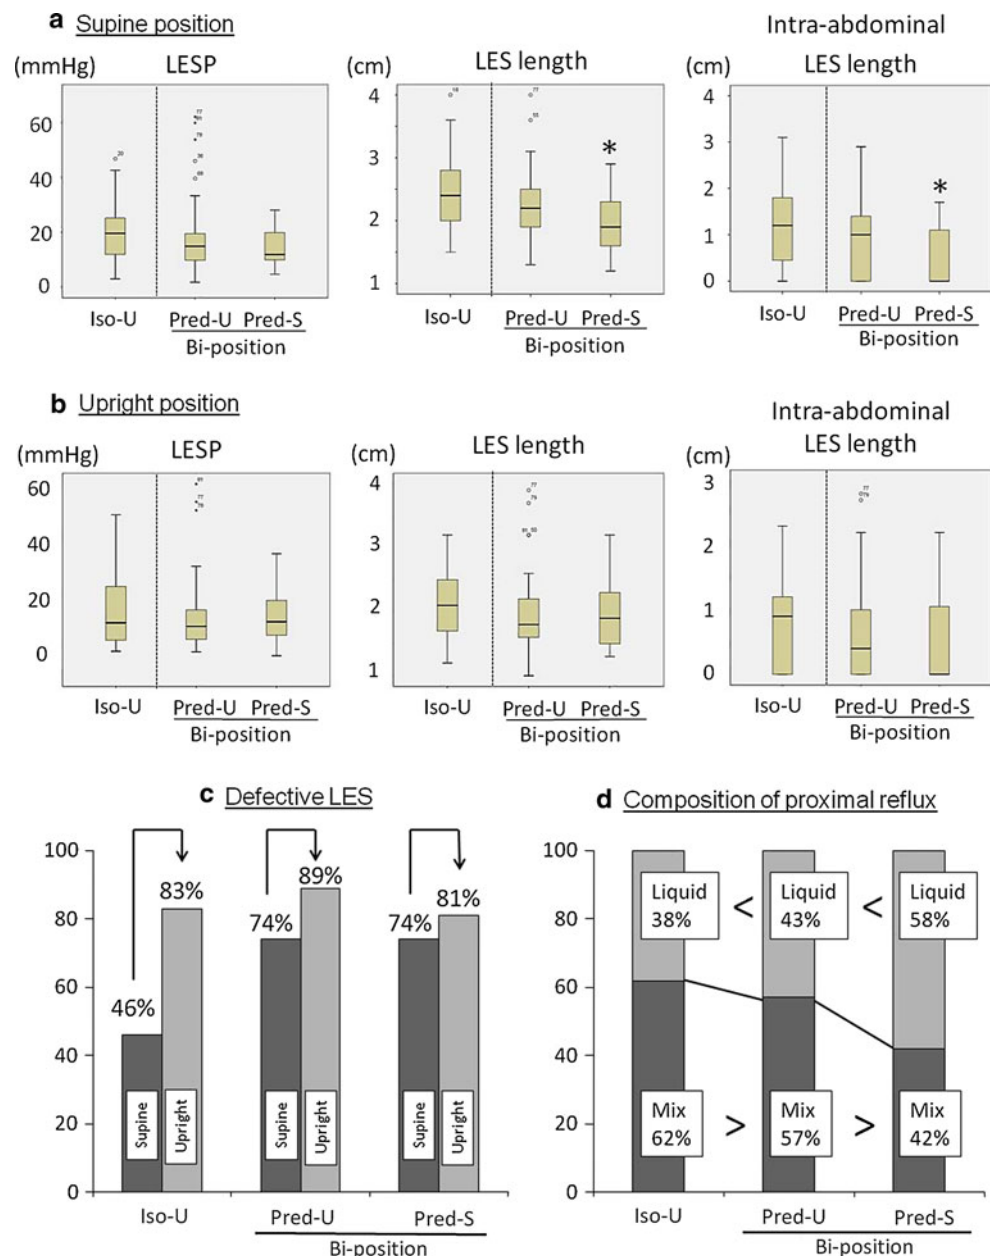 a Supine position
Intra-abdominal
(mmHg) LESP (cm) LES length (cm) LES length
60
40
20
0
4
3
2
1
4
3
2
1
0
*
*
Iso-U Pred-U Pred-S Iso-U Pred-U Pred-S Iso-U Pred-U Pred-S
Bi-position Bi-position Bi-position
b Upright position
Intra-abdominal
(mmHg) LESP (cm) LES length (cm) LES length
60
40
20
0
4
3
2
1
3
2
1
0
Iso-U Pred-U Pred-S Iso-U Pred-U Pred-S Iso-U Pred-U Pred-S
Bi-position Bi-position Bi-position
c Defective LES
100
80
60
40
20
0
46% 83% 74% 89% 74% 81%
Supine Upright Supine Upright Supine Upright
Iso-U Pred-U Pred-S
Bi-position
d Composition of proximal reflux
100
80
60
40
20
0
Liquid < Liquid < Liquid
38% 43% 58%
Mix > Mix > Mix
62% 57% 42%
Iso-U Pred-U Pred-S
Bi-position